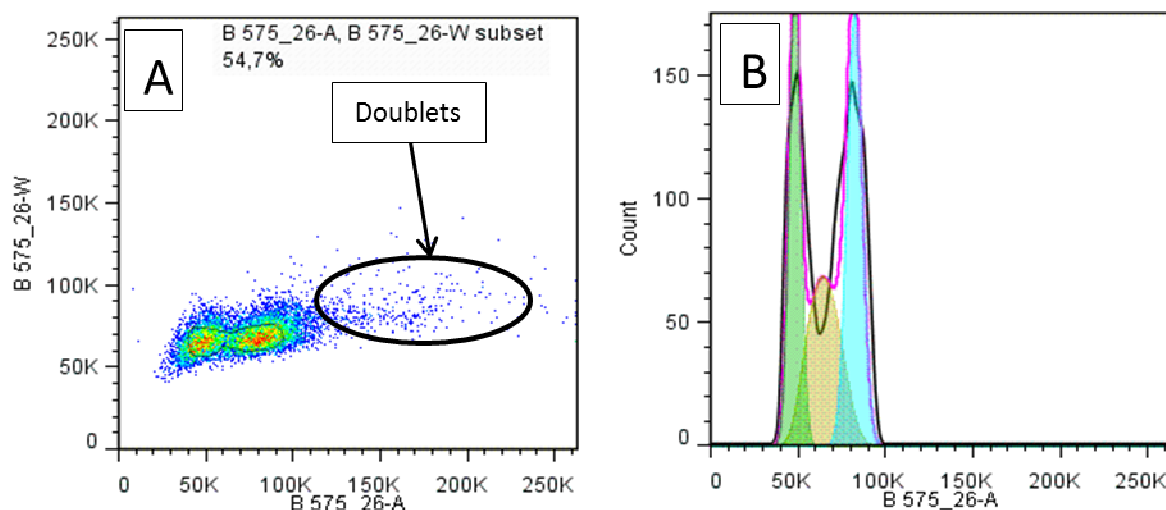 A
B 575_26-A, B 575_26-W subset
54,7%
Doublets
B 575_26-W
250K
200K
150K
100K
50K
0
0 50K 100K 150K 200K 250K
B 575_26-A
B
Count
150
100
50
0
0 50K 100K 150K 200K 250K
B 575_26-A